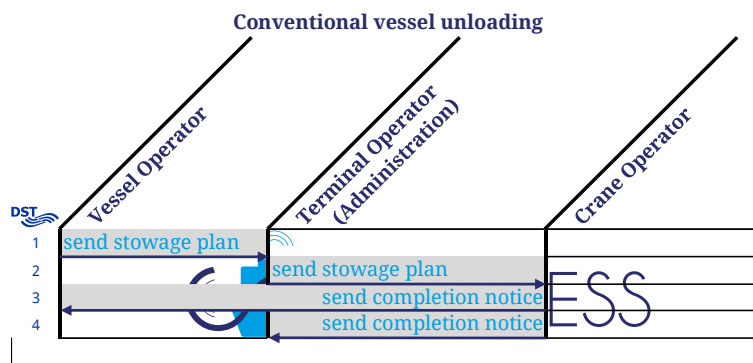 Conventional vessel unloading
Vessel Operator
Terminal Operator
(Administration)
Crane Operator
DST
1 send stowage plan
2 send stowage plan
3 send completion notice
4 send completion notice
ESS